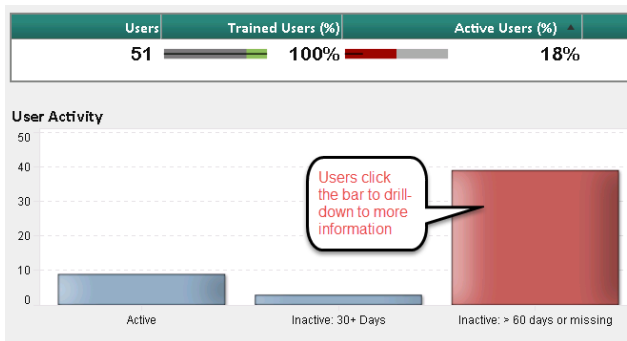 Users Trained Users (%) Active Users (%)
51 100% 18%
User Activity
50
40
30
20
10
0
Users click
the bar to drill-
down to more
information
Active Inactive: 30+ Days Inactive: > 60 days or missing